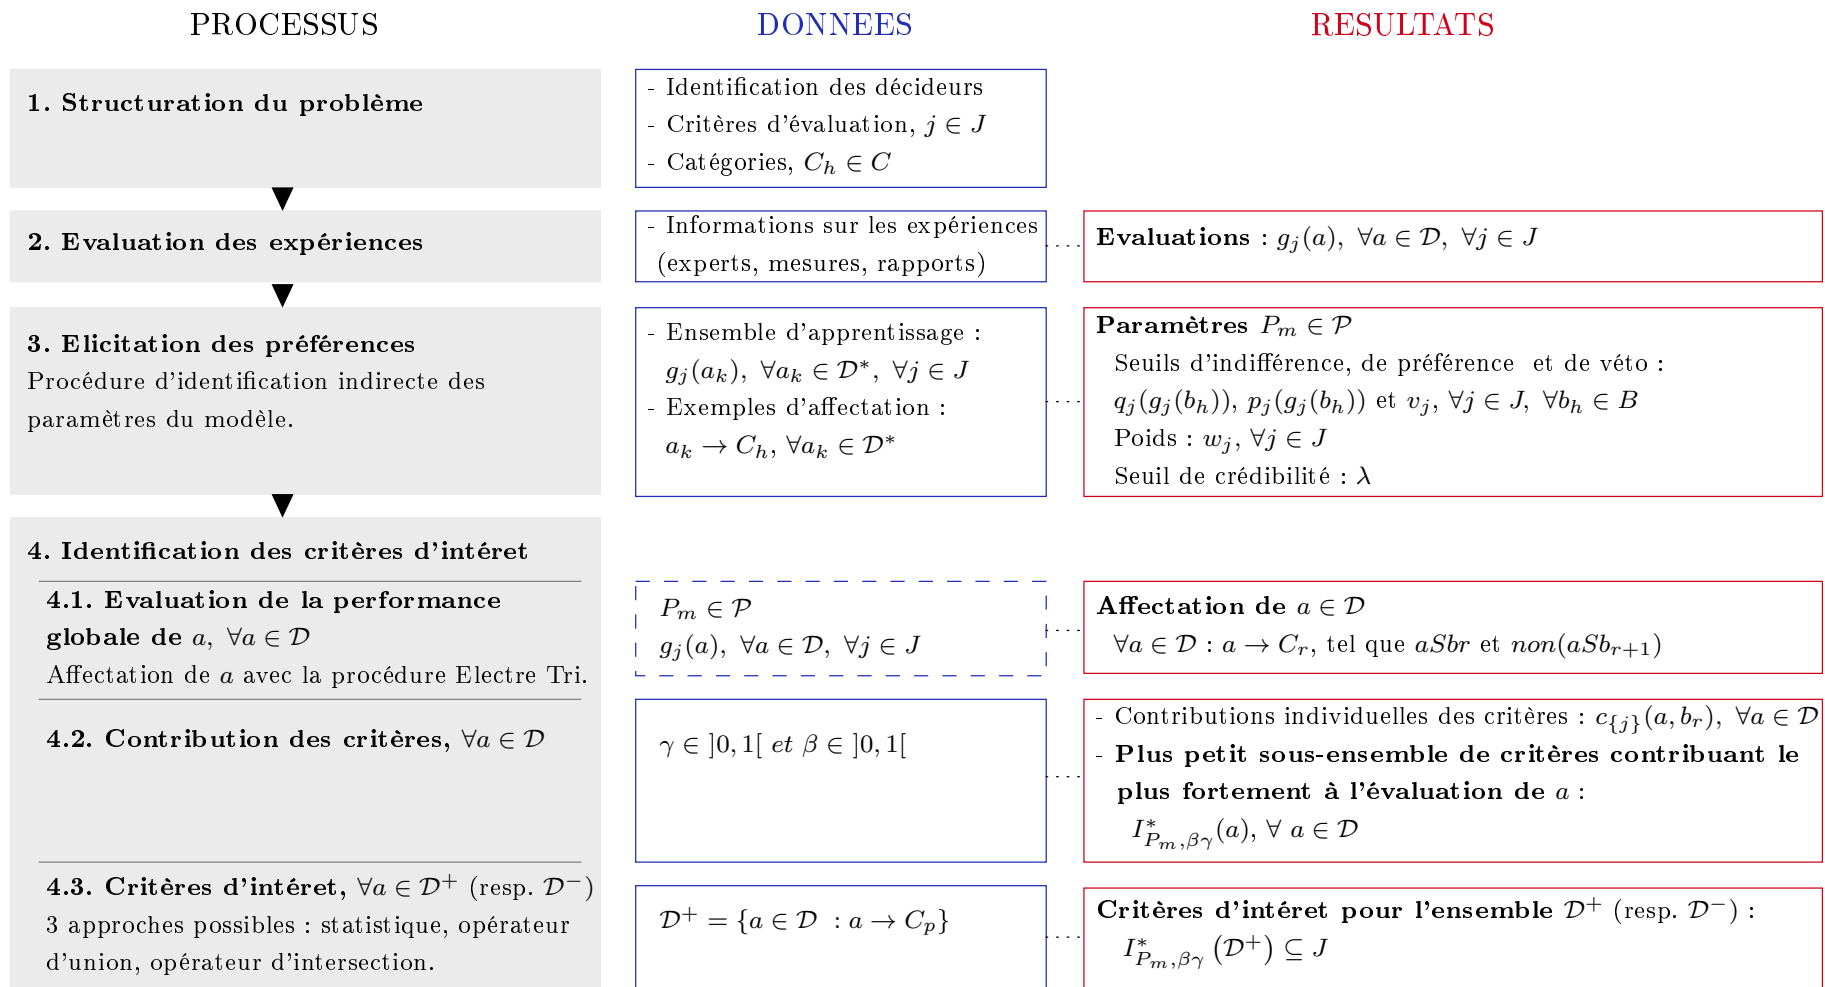 PROCESSUS
DONNEES
RESULTATS
1. Structuration du problème
- Identification des décideurs
- Critères d'évaluation, j ∈ J
- Catégories, C_h ∈ C
2. Evaluation des expériences
- Informations sur les expériences
(experts, mesures, rapports)
Evaluations : g_j(a), ∀a ∈ 𝒟, ∀j ∈ J
3. Elicitation des préférences
Procédure d'identification indirecte des
paramètres du modèle.
- Ensemble d'apprentissage :
g_j(a_k), ∀a_k ∈ 𝒟*, ∀j ∈ J
- Exemples d'affectation :
a_k → C_h, ∀a_k ∈ 𝒟*
Paramètres P_m ∈ 𝒫
Seuils d'indifférence, de préférence et de véto :
q_j(g_j(b_h)), p_j(g_j(b_h)) et v_j, ∀j ∈ J, ∀b_h ∈ B
Poids : w_j, ∀j ∈ J
Seuil de crédibilité : λ
4. Identification des critères d'intéret
4.1. Evaluation de la performance
globale de a, ∀a ∈ 𝒟
Affectation de a avec la procédure Electre Tri.
P_m ∈ 𝒫
g_j(a), ∀a ∈ 𝒟, ∀j ∈ J
Affectation de a ∈ 𝒟
∀a ∈ 𝒟 : a → C_r, tel que aSbr et non(aSb_{r+1})
4.2. Contribution des critères, ∀a ∈ 𝒟
γ ∈ ]0, 1[ et β ∈ ]0, 1[
- Contributions individuelles des critères : c_{{j}}(a, b_r), ∀a ∈ 𝒟
- Plus petit sous-ensemble de critères contribuant le
plus fortement à l'évaluation de a :
I*_{P_m,βγ}(a), ∀ a ∈ 𝒟
4.3. Critères d'intéret, ∀a ∈ 𝒟⁺ (resp. 𝒟⁻)
3 approches possibles : statistique, opérateur
d'union, opérateur d'intersection.
𝒟⁺ = {a ∈ 𝒟 : a → C_p}
Critères d'intéret pour l'ensemble 𝒟⁺ (resp. 𝒟⁻) :
I*_{P_m,βγ} (𝒟⁺) ⊆ J